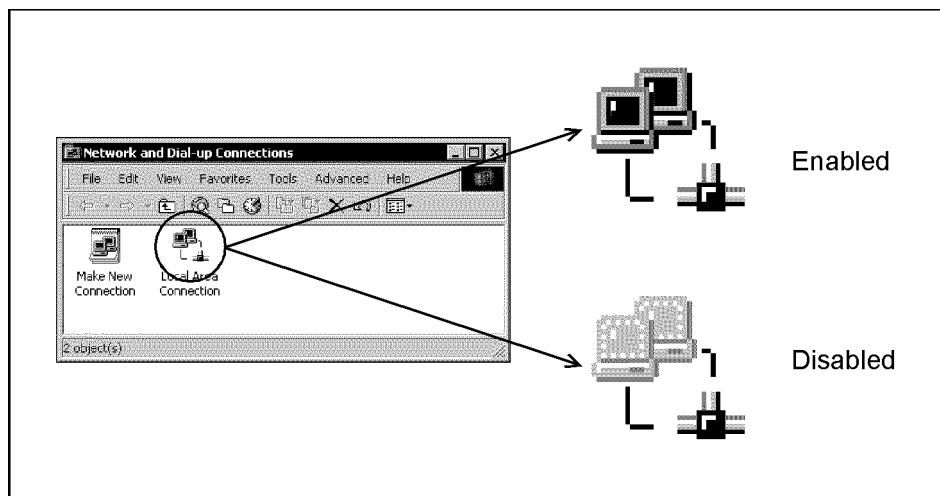 Network and Dial-up Connections
File Edit View Favorites Tools Advanced Help
Make New
Connection
Local Area
Connection
2 object(s)
Enabled
Disabled